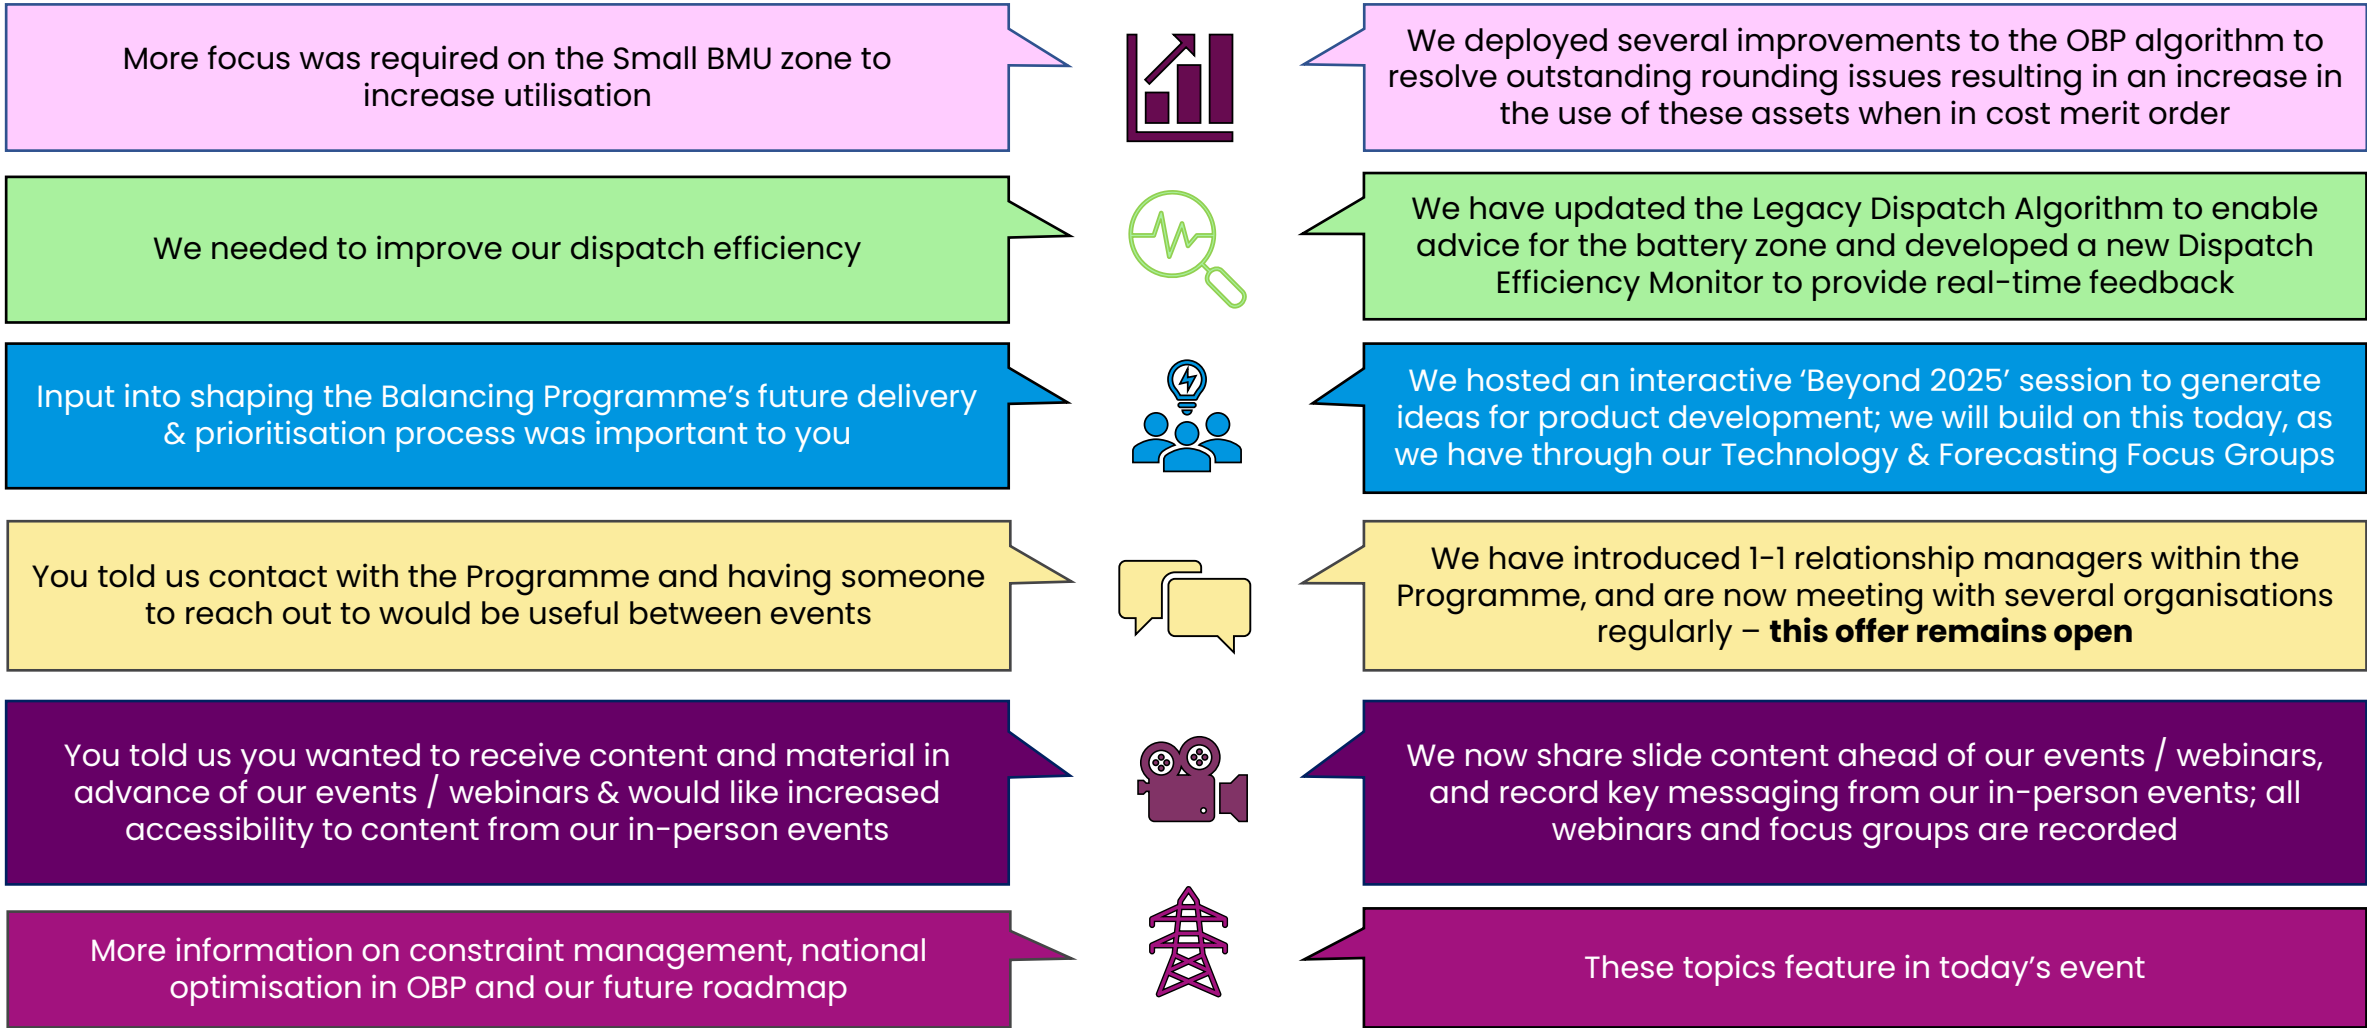 More focus was required on the Small BMU zone to
increase utilisation
We deployed several improvements to the OBP algorithm to
resolve outstanding rounding issues resulting in an increase in
the use of these assets when in cost merit order
We needed to improve our dispatch efficiency
We have updated the Legacy Dispatch Algorithm to enable
advice for the battery zone and developed a new Dispatch
Efficiency Monitor to provide real-time feedback
Input into shaping the Balancing Programme’s future delivery
& prioritisation process was important to you
We hosted an interactive ‘Beyond 2025’ session to generate
ideas for product development; we will build on this today, as
we have through our Technology & Forecasting Focus Groups
You told us contact with the Programme and having someone
to reach out to would be useful between events
We have introduced 1-1 relationship managers within the
Programme, and are now meeting with several organisations
regularly – this offer remains open
You told us you wanted to receive content and material in
advance of our events / webinars & would like increased
accessibility to content from our in-person events
We now share slide content ahead of our events / webinars,
and record key messaging from our in-person events; all
webinars and focus groups are recorded
More information on constraint management, national
optimisation in OBP and our future roadmap
These topics feature in today’s event